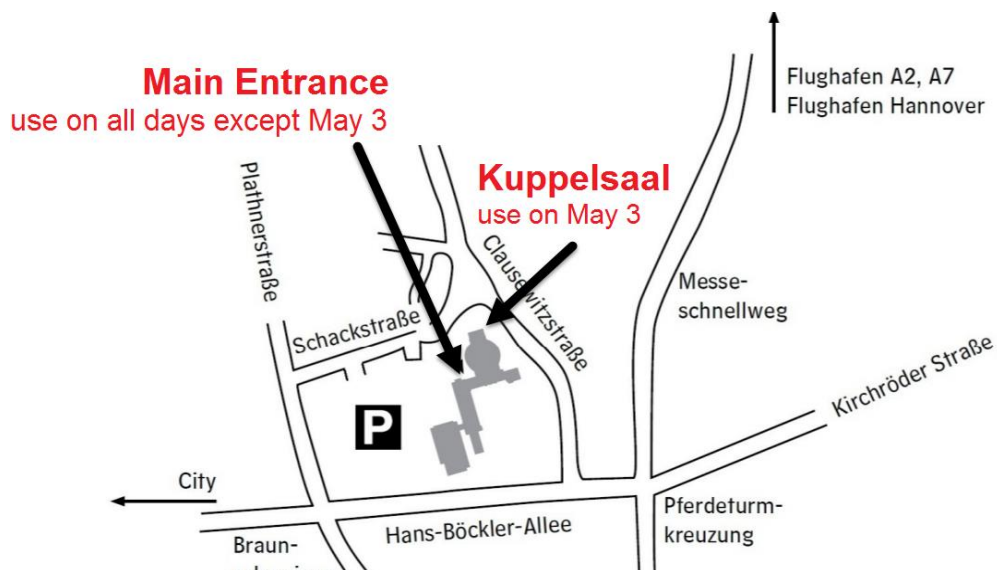 Main Entrance
use on all days except May 3
Kuppelsaal
use on May 3
Flughafen A2, A7
Flughafen Hannover
Plathnerstraße
Clausewitzstraße
Messe-
schnellweg
Schackstraße
Kirchröder Straße
P
City
Hans-Böckler-Allee
Pferdeturm-
kreuzung
Braun-